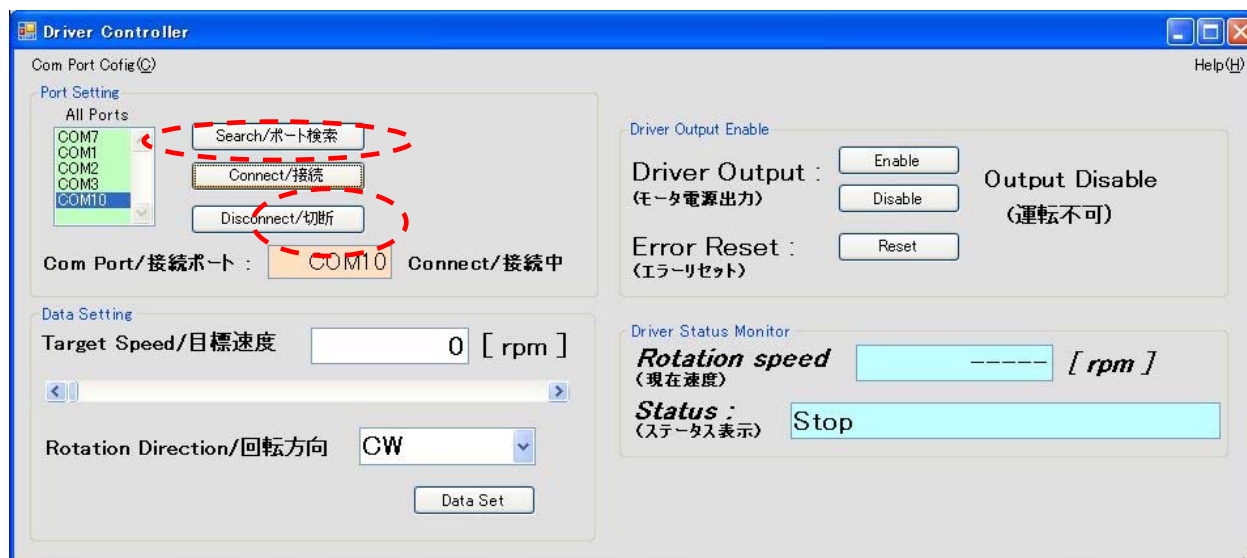 Driver Controller
Com Port Cofig(C)
Help(H)
Port Setting
All Ports
COM7
COM1
COM2
COM3
COM10
Search/ポート検索
Connect/接続
Disconnect/切断
Com Port/接続ポート :
COM10
Connect/接続中
Data Setting
Target Speed/目標速度
0
[ rpm ]
Rotation Direction/回転方向
CW
Data Set
Driver Output Enable
Driver Output :
(モータ電源出力)
Enable
Disable
Output Disable
(運転不可)
Error Reset :
(エラーリセット)
Reset
Driver Status Monitor
Rotation speed
(現在速度)
-----
[ rpm ]
Status :
(ステータス表示)
Stop